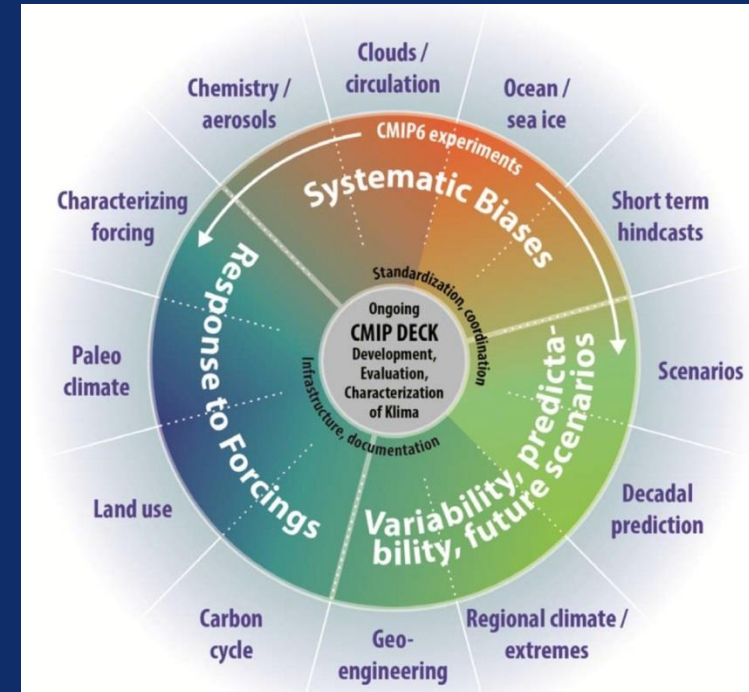 Clouds /
circulation
Ocean /
sea ice
Short term
hindcasts
Scenarios
Decadal
prediction
Regional climate /
extremes
Geo-
engineering
Carbon
cycle
Land use
Paleo
climate
Characterizing
forcing
Chemistry /
aerosols
CMIP6 experiments
Systematic Biases
Variability, predicta-
bility, future scenarios
Response to Forcings
Standardization, coordination
Infrastructure, documentation
Ongoing
CMIP DECK
Development,
Evaluation,
Characterization
of Klima